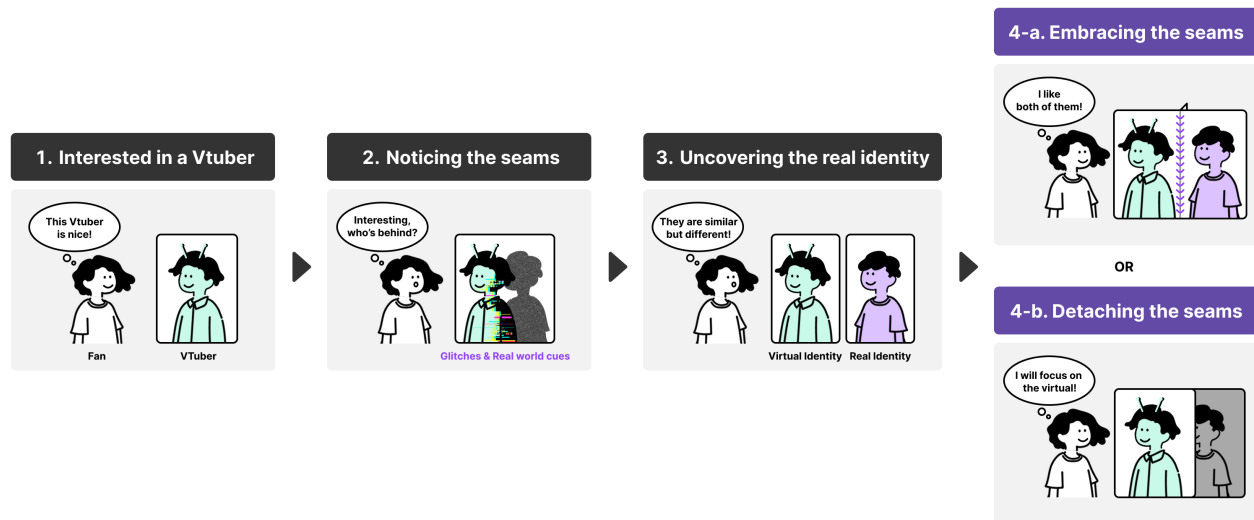 1. Interested in a Vtuber
This Vtuber
is nice!
Fan
VTuber
2. Noticing the seams
Interesting,
who's behind?
Glitches & Real world cues
3. Uncovering the real identity
They are similar
but different!
Virtual Identity
Real Identity
4-a. Embracing the seams
I like
both of them!
OR
4-b. Detaching the seams
I will focus on
the virtual!